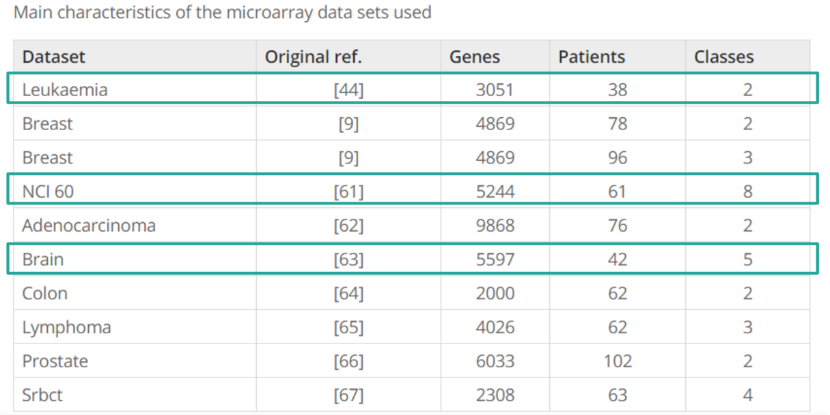 Main characteristics of the microarray data sets used
Dataset Original ref. Genes Patients Classes
Leukaemia [44] 3051 38 2
Breast [9] 4869 78 2
Breast [9] 4869 96 3
NCI 60 [61] 5244 61 8
Adenocarcinoma [62] 9868 76 2
Brain [63] 5597 42 5
Colon [64] 2000 62 2
Lymphoma [65] 4026 62 3
Prostate [66] 6033 102 2
Srbct [67] 2308 63 4